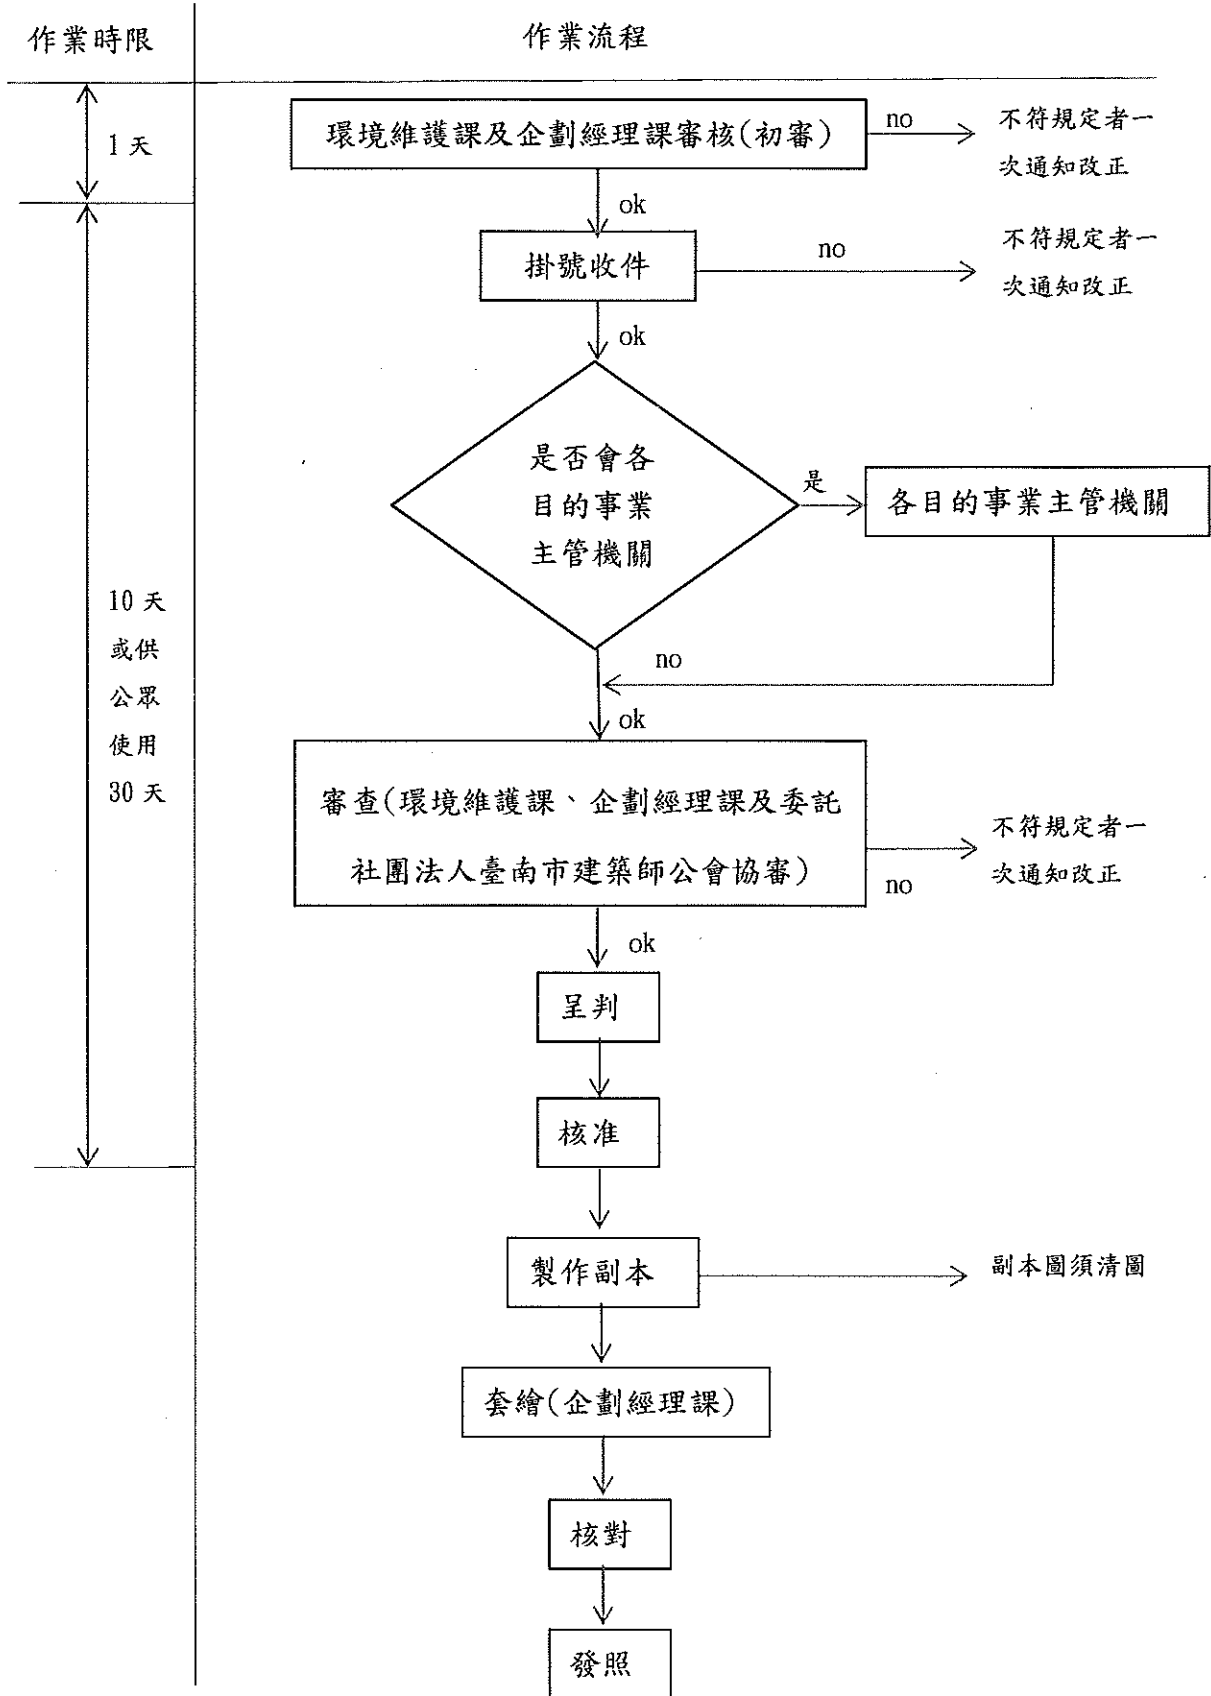 作業時限
作業流程
1天
環境維護課及企劃經理課審核(初審)
no
不符規定者一
次通知改正
ok
掛號收件
no
不符規定者一
次通知改正
ok
是否會各
目的事業
主管機關
是
各目的事業主管機關
no
ok
10天
或供
公眾
使用
30天
審查(環境維護課、企劃經理課及委託
社團法人臺南市建築師公會協審)
no
不符規定者一
次通知改正
ok
呈判
核准
製作副本
副本圖須清圖
套繪(企劃經理課)
核對
發照